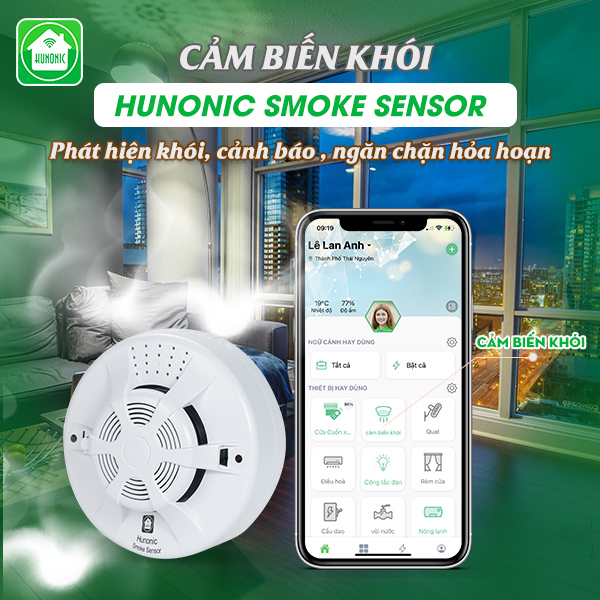 HUNONIC
CẢM BIẾN KHÓI
HUNONIC SMOKE SENSOR
Phát hiện khói, cảnh báo , ngăn chặn hỏa hoạn
09:19
Lê Lan Anh
Thành Phố Thái Nguyên
19°C 77%
Nhiệt độ Độ ẩm
NGỮ CẢNH HAY DÙNG
CẢM BIẾN KHÓI
Tắt cả Bật cả
THIẾT BỊ HAY DÙNG
90%
Cửa Cuốn x... cảm biến khói Quạt
Điều hoà Công tắc đèn Rèm cửa
Cầu dao vòi nước Nóng lạnh
Hunonic
Smoke Sensor